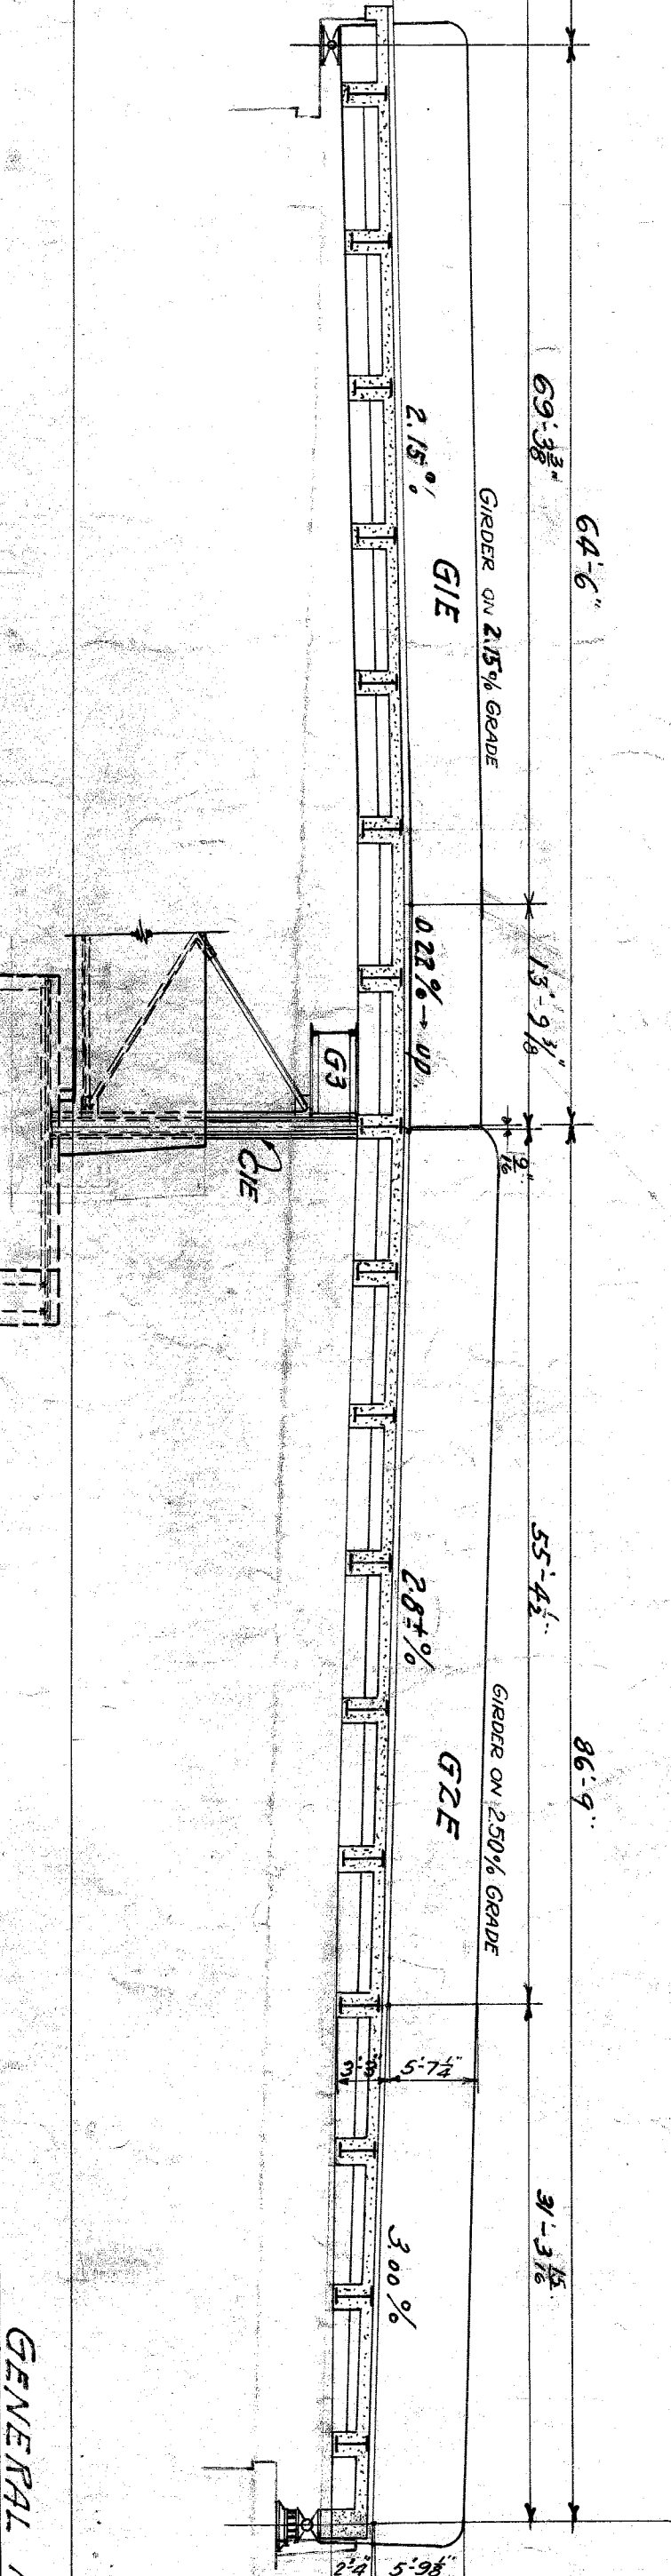 64'-6"
86'-9"
69'-3 3/8"
13'-9 3/8"
9/16"
55'-4 1/2"
31'-3 15/16
GIRDER ON 2.15% GRADE
GIRDER ON 2.50% GRADE
G1E
G2E
2.15%
0.22% → UP
2.84%
3.00%
3'-3"
5'-7 1/4"
2'-4"
5'-9 1/8"
G3
C1E
GENERAL